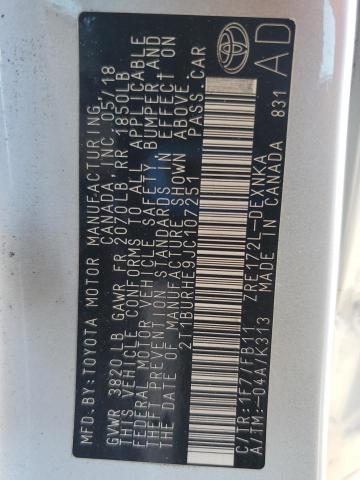 MFD.BY:TOYOTA MOTOR MANUFACTURING
CANADA, INC. 05/18
GVWR 3820 LB GAWR FR 2070LB, RR 1850LB
THIS VEHICLE CONFORMS TO ALL APPLICABLE
FEDERAL MOTOR VEHICLE SAFETY, BUMPER, AND
THEFT PREVENTION STANDARDS IN EFFECT ON
THE DATE OF MANUFACTURE SHOWN ABOVE.
2T1BURHE9JC107251 PASS.CAR
C/TR:1F7/FB11 ZRE172L-DEXNKA
A/TM:-04A/K313 MADE IN CANADA 831
AD